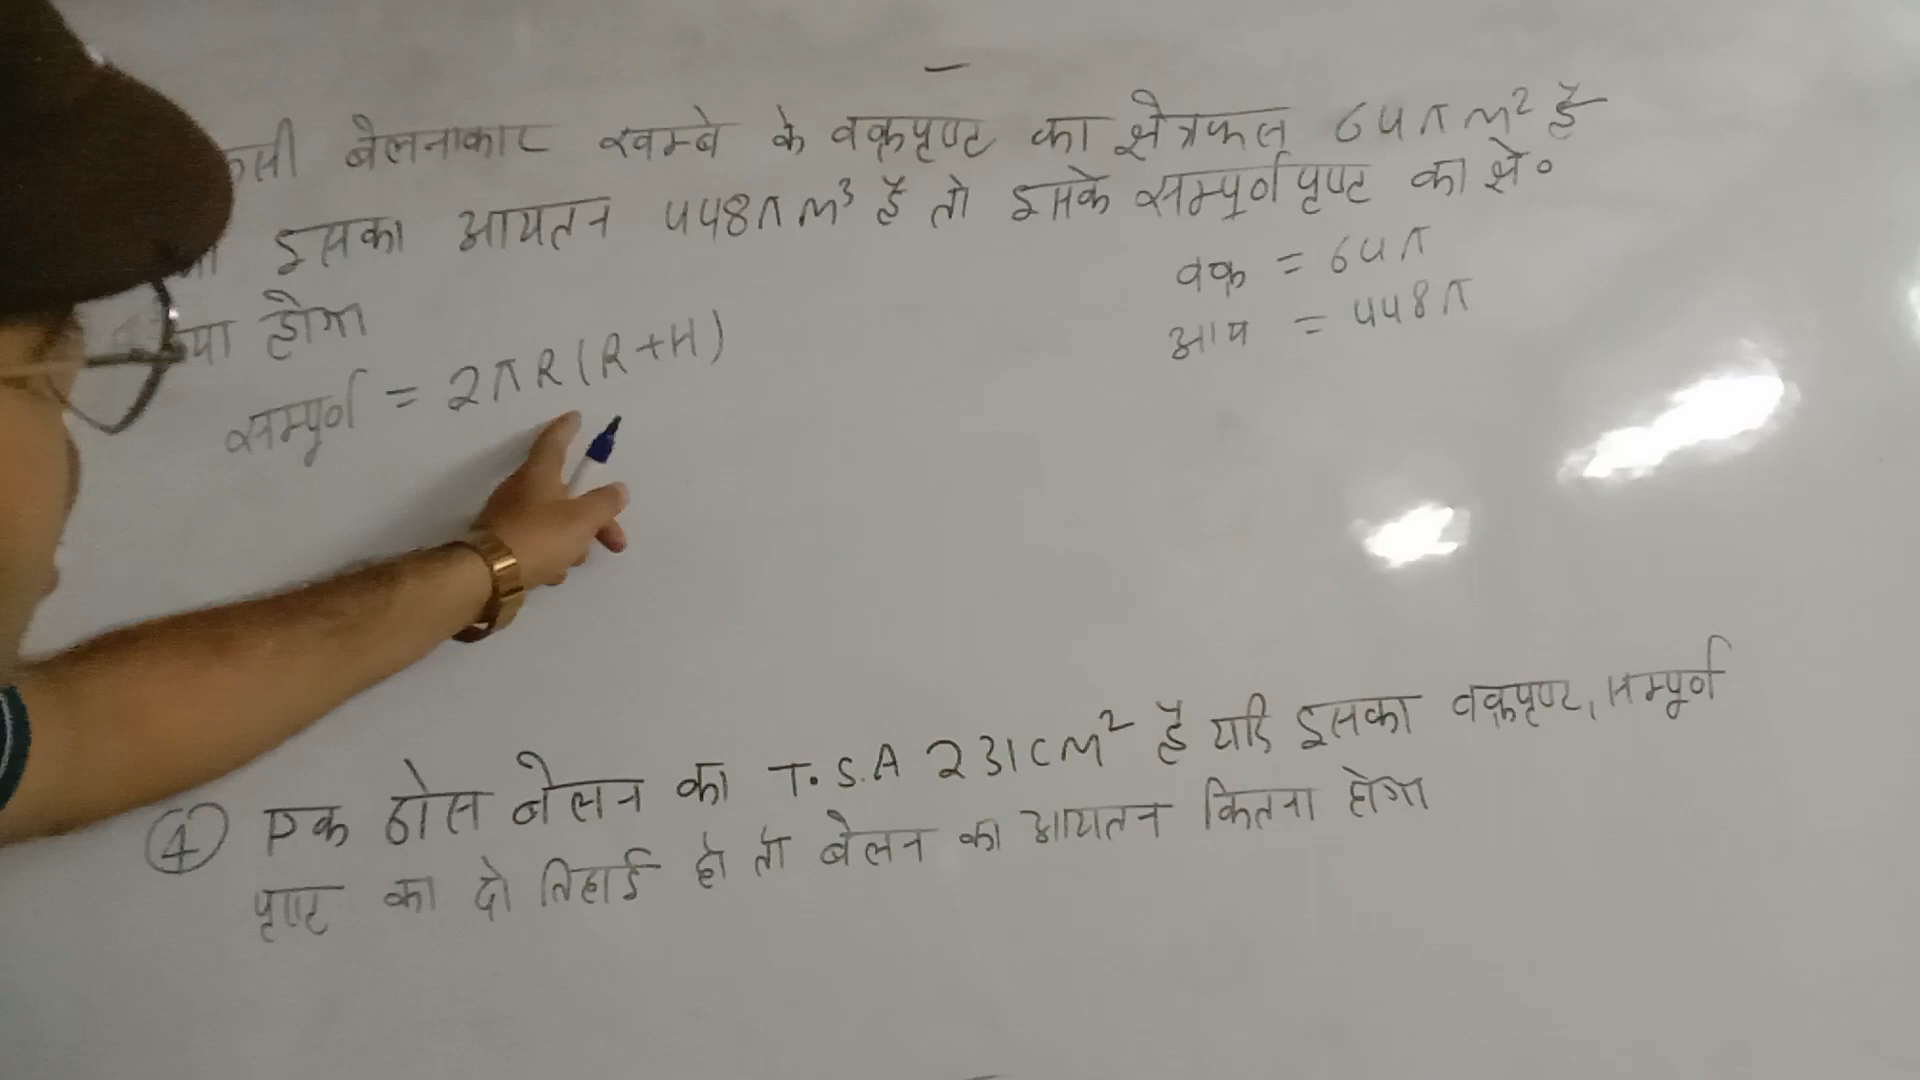 बेलनाकार खम्बे के वक्रपृष्ट का क्षेत्रफल 64π m² है
इसका आयतन 448π m³ है तो इसके सम्पूर्ण पृष्ट का क्षे०
होगा
वक्र = 64π
आय = 448π
सम्पूर्ण = 2πR(R+H)
④ एक ठोस बेलन का T.S.A 231cm² है यदि इसका वक्रपृष्ट, सम्पूर्ण
पृष्ट का दो तिहाई हो तो बेलन का आयतन कितना होगा